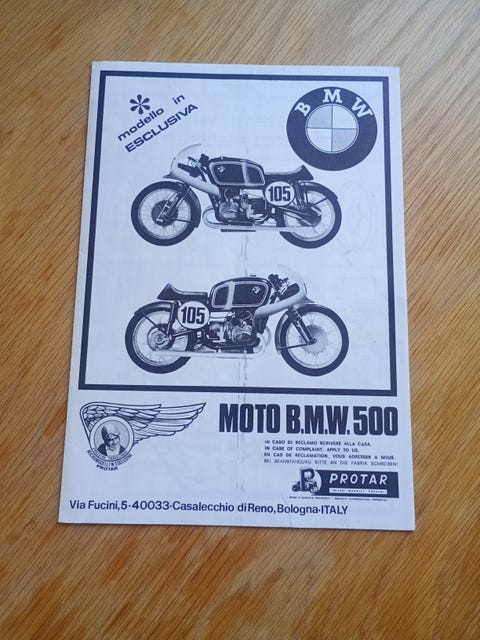 * modello in
ESCLUSIVA
BMW
105
105
MOTO B.M.W. 500
IN CASO DI RECLAMO SCRIVERE ALLA CASA.
IN CASE OF COMPLAINT, APPLY TO US.
EN CAS DE RECLAMATION, VOUS ADRESSER A NOUS.
BEI BEANSTANDUNG BITTE AN DIE FABRIK SCHREIBEN!
PROTAR
PROTAR
Via Fucini,5-40033-Casalecchio di Reno, Bologna-ITALY